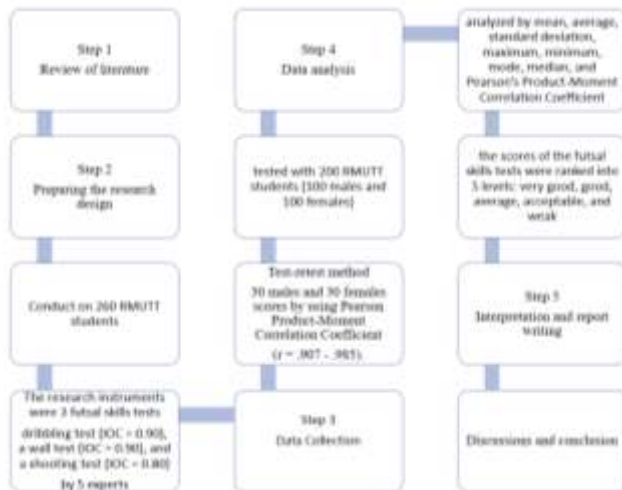 Step 1
Review of literature
Step 2
Preparing the research
design
Conduct on 260 RMUTT
students
The research instruments
were 3 futsal skills tests
dribbling test (IOC = 0.90),
a wall test (IOC = 0.90), and
a shooting test (IOC = 0.80)
by 5 experts
Step 3
Data Collection
Test-retest method
30 males and 30 females
scores by using Pearson
Product-Moment
Correlation Coefficient
(r = .907 - .985).
tested with 200 RMUTT
students (100 males and
100 females)
Step 4
Data analysis
analyzed by mean, average,
standard deviation,
maximum, minimum,
mode, median, and
Pearson's Product-Moment
Correlation Coefficient
the scores of the futsal
skills tests were ranked into
5 levels: very good, good,
average, acceptable, and
weak
Step 5
Interpretation and report
writing
Discussions and conclusion